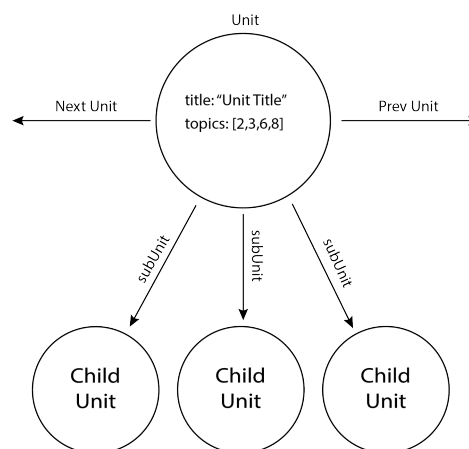 Unit
title: “Unit Title”
topics: [2,3,6,8]
Next Unit
Prev Unit
subUnit
subUnit
subUnit
Child
Unit
Child
Unit
Child
Unit